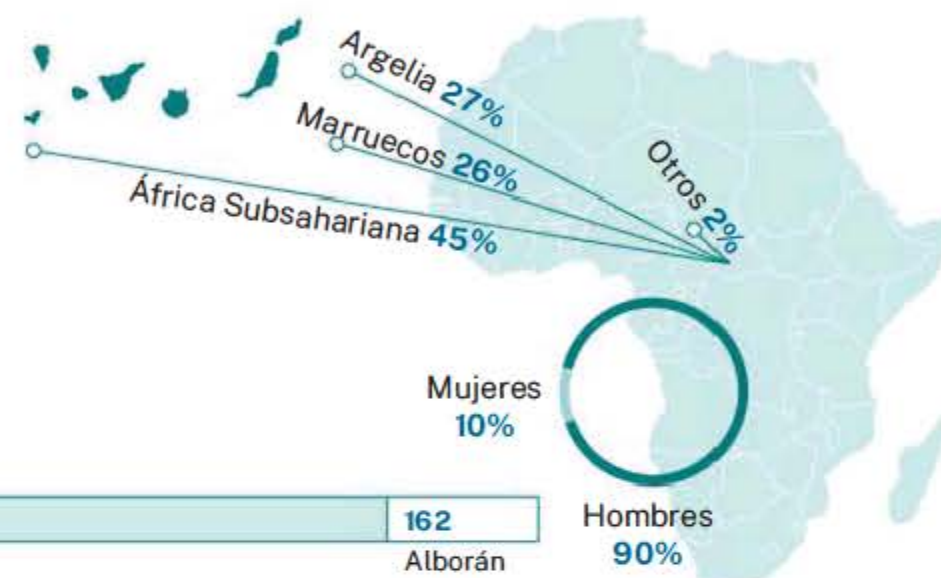 Argelia 27%
Marruecos 26%
África Subsahariana 45%
Otros 2%
Mujeres
10%
Hombres
90%
162
Alborán